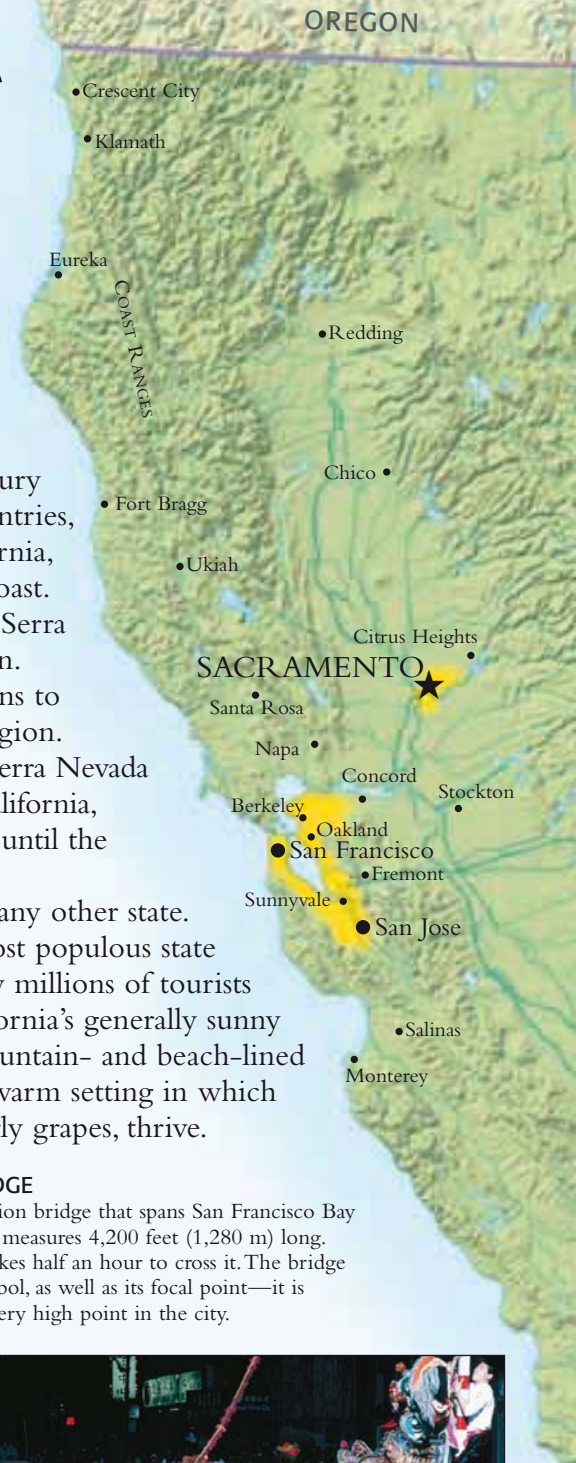 OREGON
Crescent City
Klamath
Eureka
COAST RANGES
Redding
Chico
Fort Bragg
Ukiah
Citrus Heights
SACRAMENTO
Santa Rosa
Napa
Concord
Stockton
Berkeley
Oakland
San Francisco
Fremont
Sunnyvale
San Jose
Salinas
Monterey
ury
ntries,
rnia,
oast.
Serra
n.
ns to
gion.
erra Nevada
lifornia,
until the
any other state.
ost populous state
y millions of tourists
ornia's generally sunny
untain- and beach-lined
warm setting in which
rly grapes, thrive.
DGE
ion bridge that spans San Francisco Bay
measures 4,200 feet (1,280 m) long.
kes half an hour to cross it. The bridge
bol, as well as its focal point—it is
ery high point in the city.